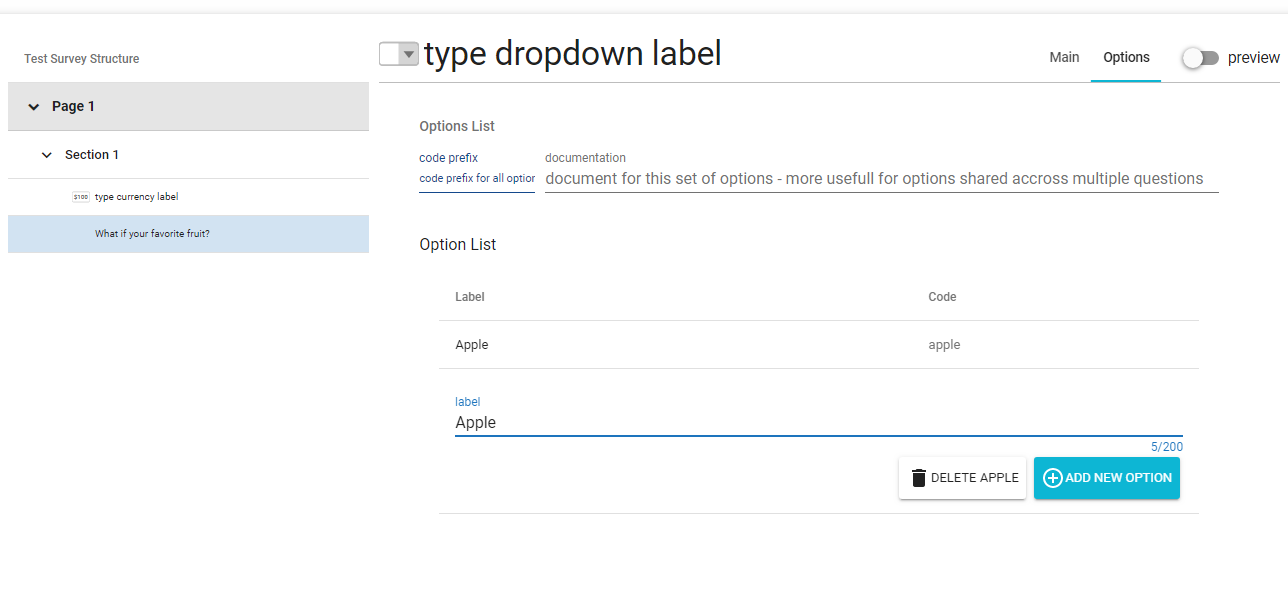 Test Survey Structure
Page 1
Section 1
$100 type currency label
What if your favorite fruit?
type dropdown label
Main Options preview
Options List
code prefix documentation
code prefix for all option document for this set of options - more usefull for options shared accross multiple questions
Option List
Label Code
Apple apple
label
Apple
5/200
DELETE APPLE ADD NEW OPTION